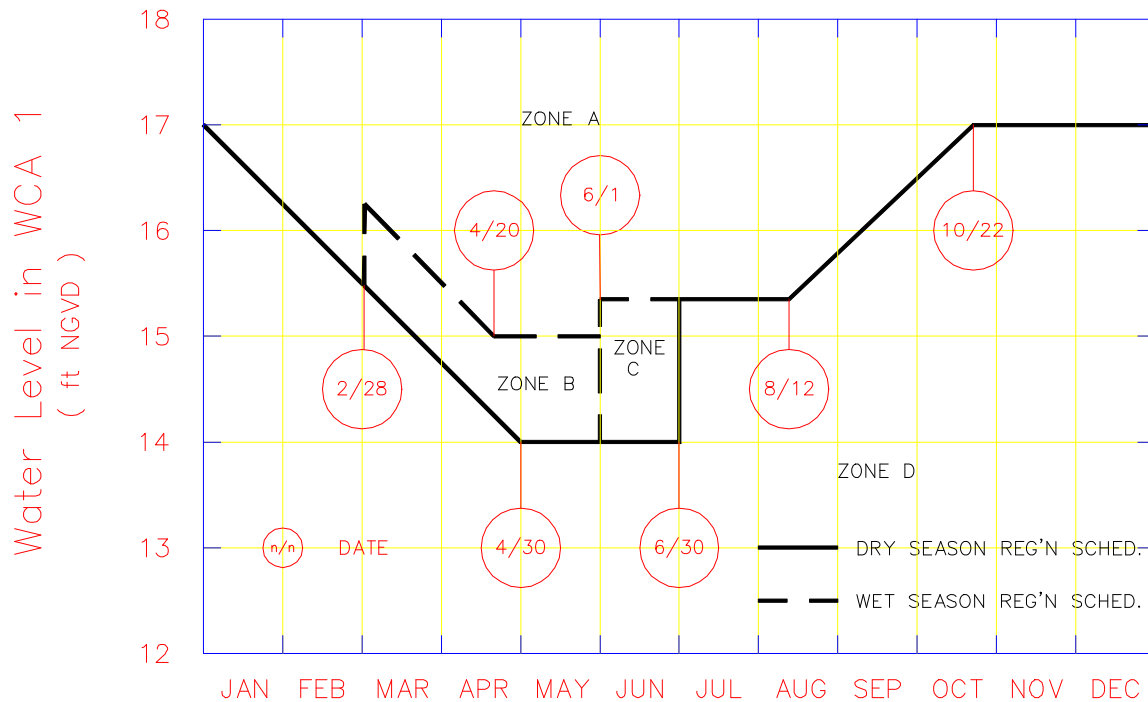 18
17
16
15
14
13
12
Water Level in WCA 1
( ft NGVD )
ZONE A
6/1
4/20
10/22
ZONE
C
ZONE B
2/28
8/12
ZONE D
n/n DATE
4/30
6/30
DRY SEASON REG'N SCHED.
WET SEASON REG'N SCHED.
JAN FEB MAR APR MAY JUN JUL AUG SEP OCT NOV DEC